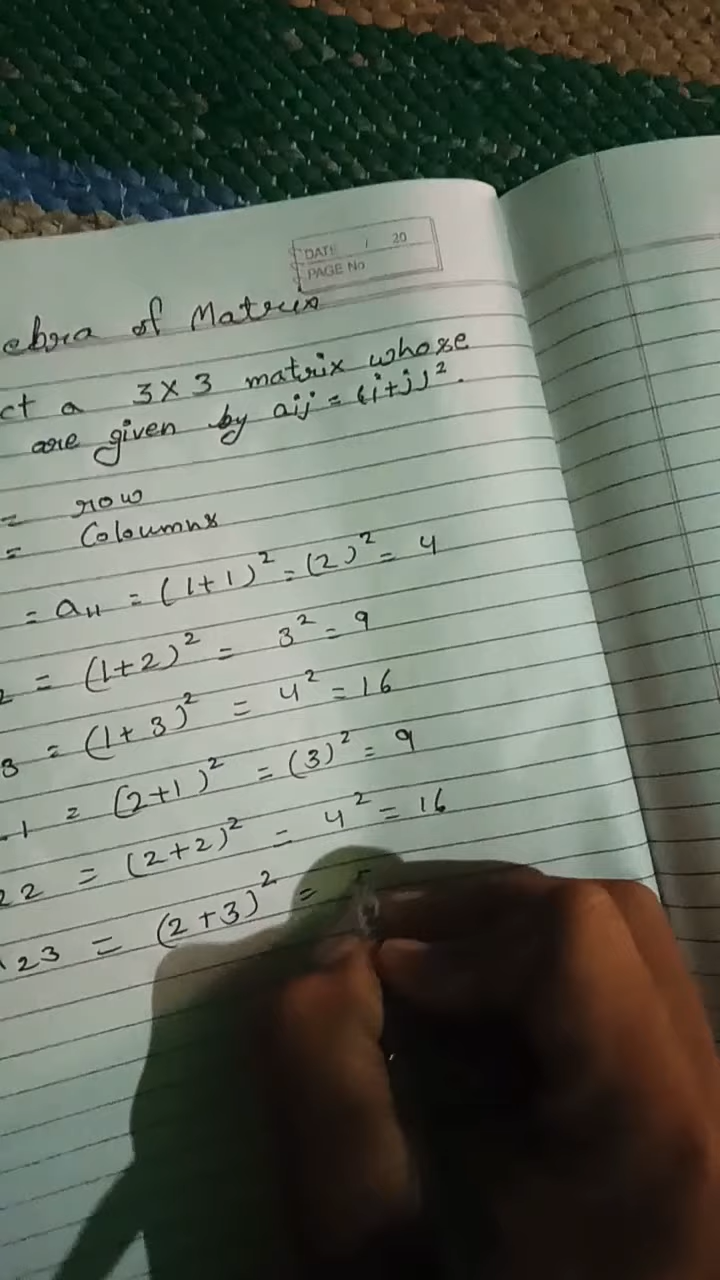 DATE / 20
PAGE No
ebra of Matrix
ct a 3×3 matrix whose
are given by aij = (i+j)².
= row
= Coloumns
= a₁₁ = (1+1)² = (2)² = 4
2 = (1+2)² = 3² = 9
3 = (1+3)² = 4² = 16
1 = (2+1)² = (3)² = 9
22 = (2+2)² = 4² = 16
23 = (2+3)² = 5